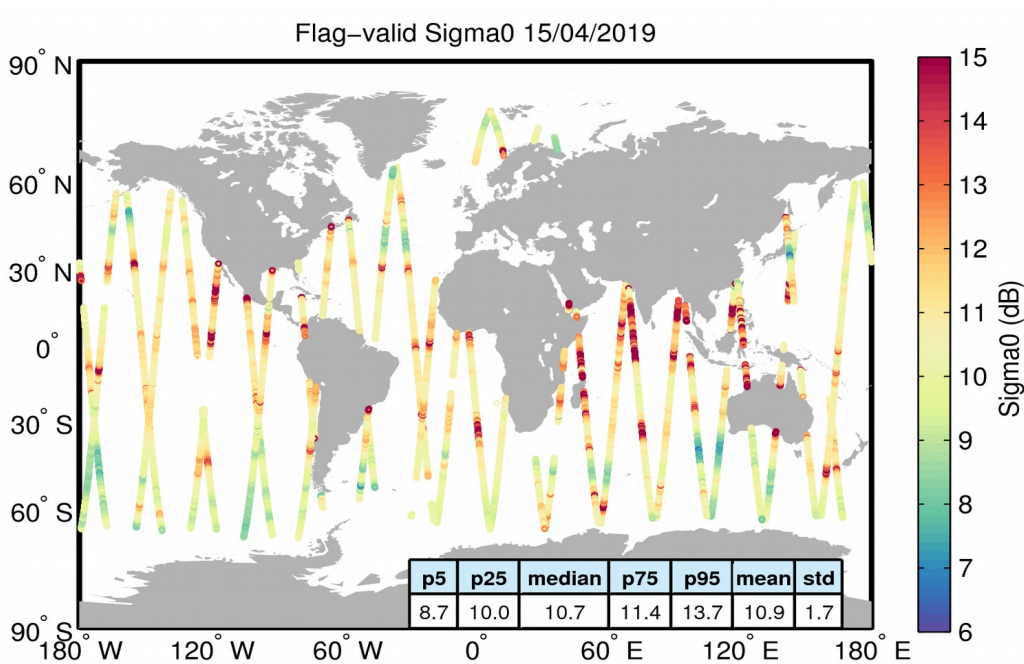 Flag−valid Sigma0 15/04/2019
90° N
60° N
30° N
0°
30° S
60° S
90° S
180° W
120° W
60° W
0°
60° E
120° E
180° E
15
14
13
12
11
10
9
8
7
6
Sigma0 (dB)
p5 p25 median p75 p95 mean std
8.7 10.0 10.7 11.4 13.7 10.9 1.7